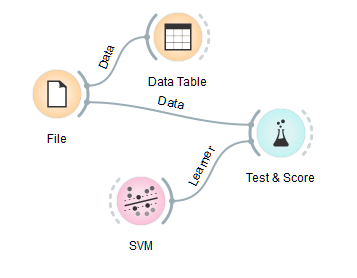 Data
Data Table
Data
File
Test & Score
Learner
SVM